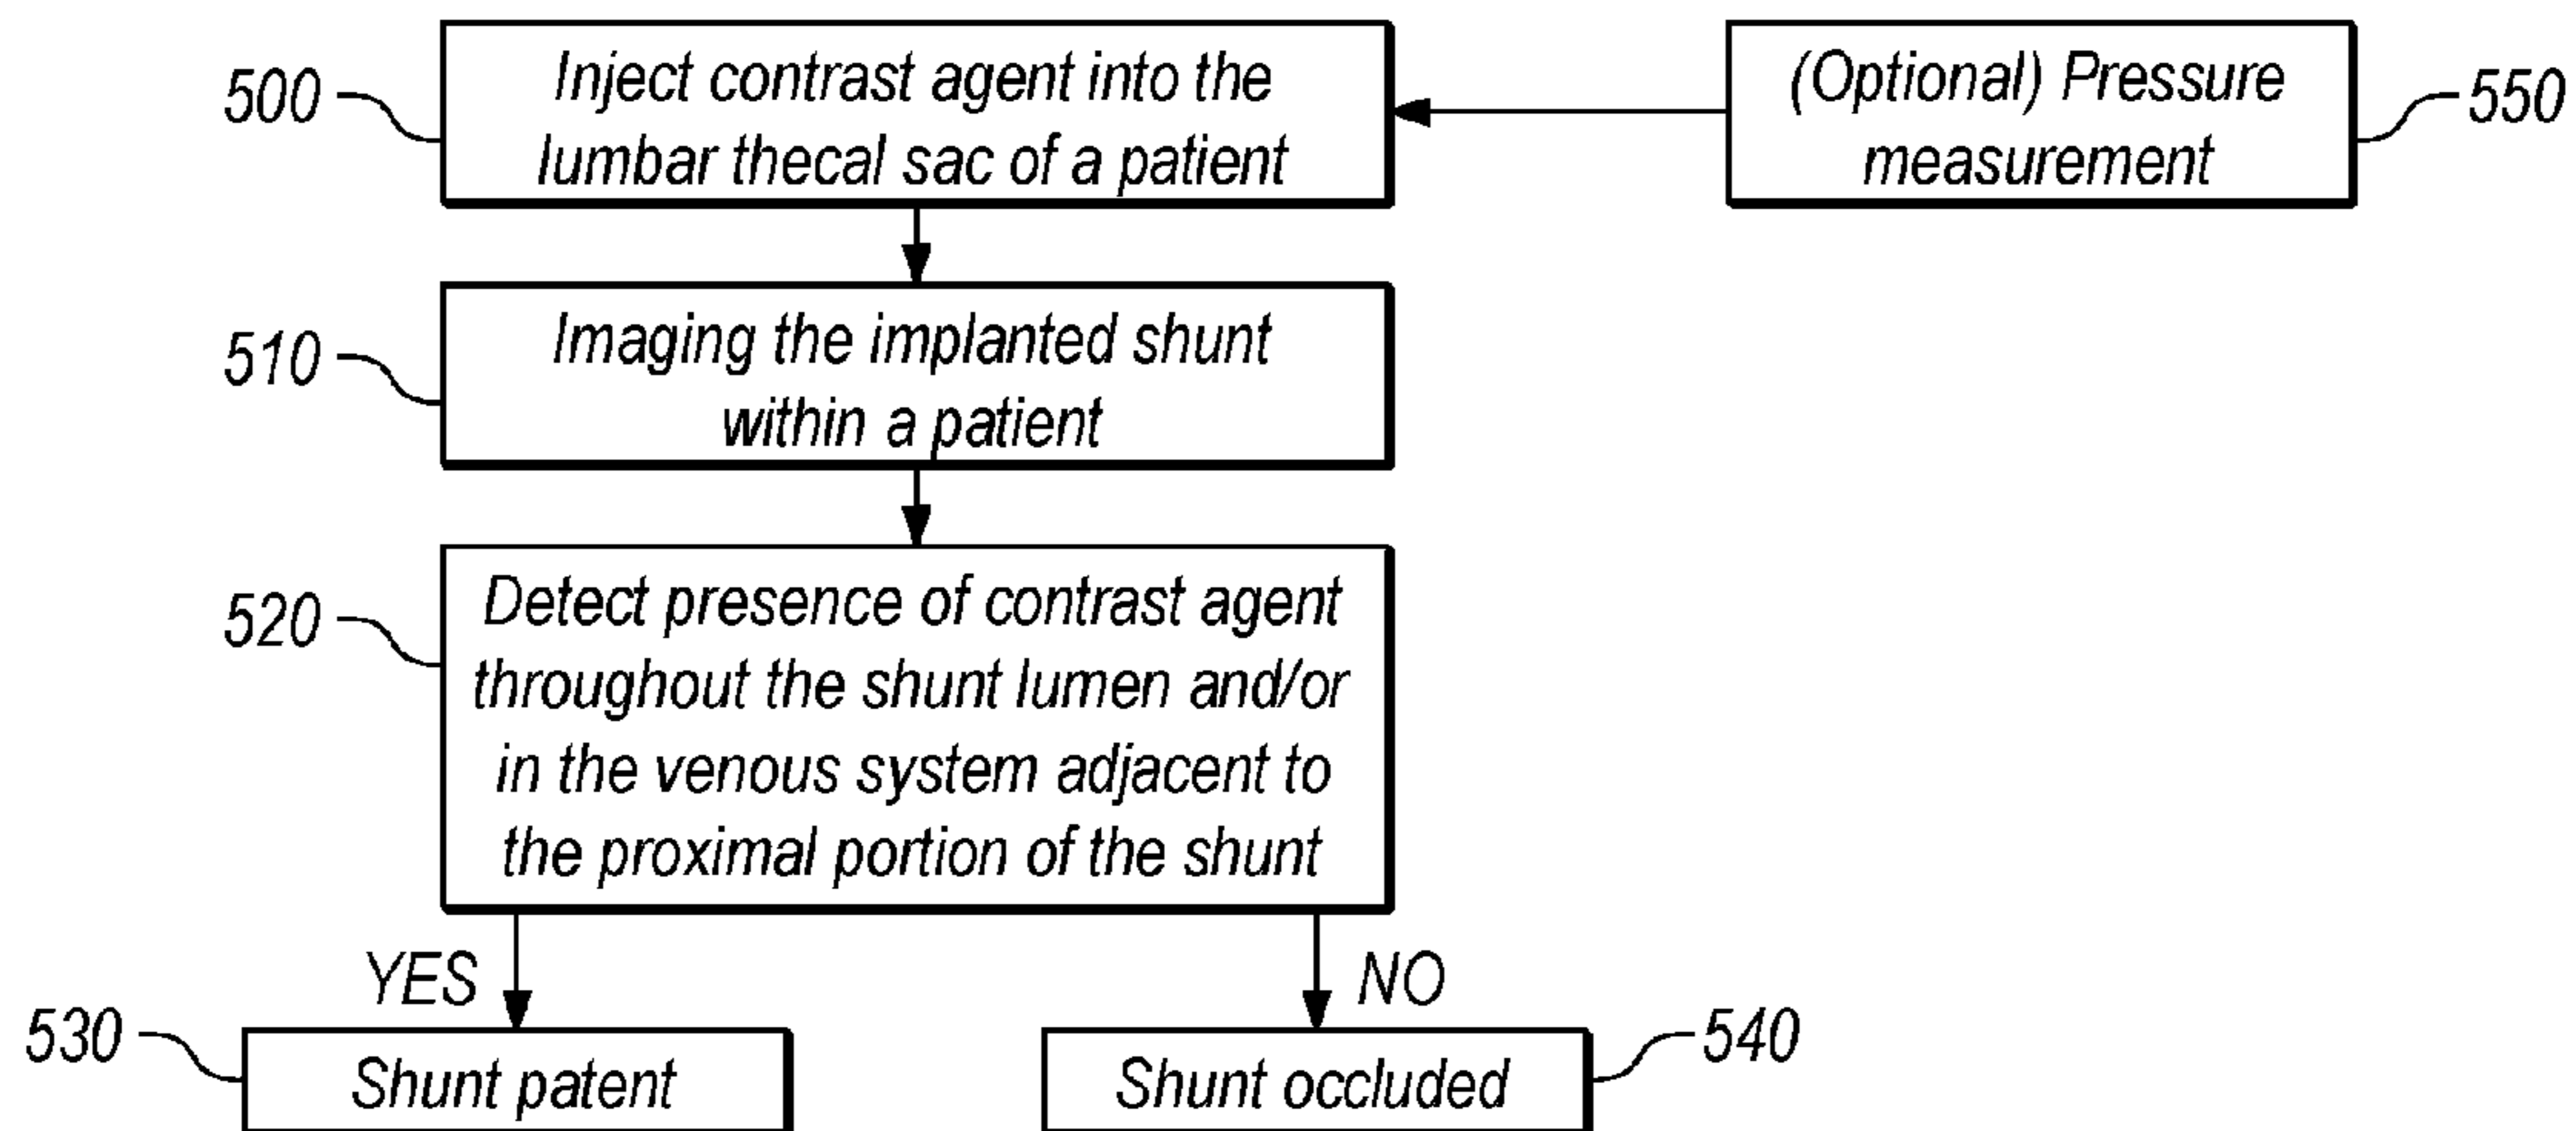 500
Inject contrast agent into the
lumbar thecal sac of a patient
(Optional) Pressure
measurement
550
510
Imaging the implanted shunt
within a patient
520
Detect presence of contrast agent
throughout the shunt lumen and/or
in the venous system adjacent to
the proximal portion of the shunt
YES
NO
530
Shunt patent
Shunt occluded
540